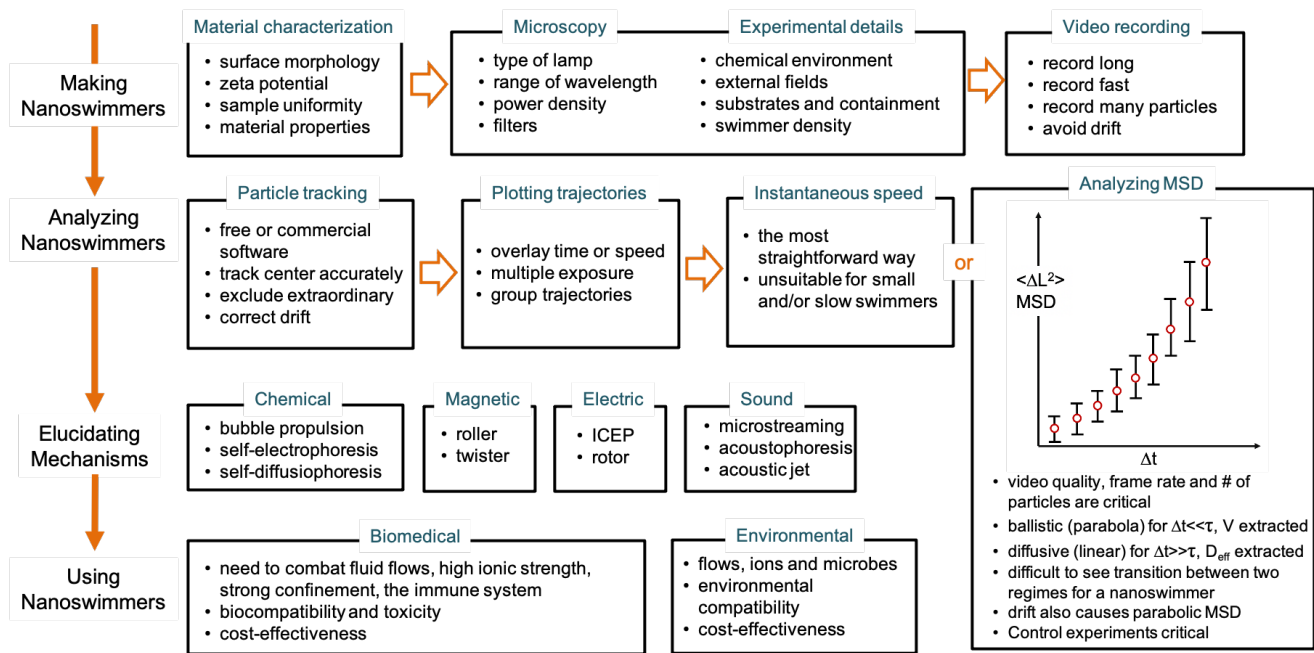 Making
Nanoswimmers
Material characterization
• surface morphology
• zeta potential
• sample uniformity
• material properties
Microscopy
• type of lamp
• range of wavelength
• power density
• filters
Experimental details
• chemical environment
• external fields
• substrates and containment
• swimmer density
Video recording
• record long
• record fast
• record many particles
• avoid drift
Analyzing
Nanoswimmers
Particle tracking
• free or commercial
software
• track center accurately
• exclude extraordinary
• correct drift
Plotting trajectories
• overlay time or speed
• multiple exposure
• group trajectories
Instantaneous speed
• the most
straightforward way
• unsuitable for small
and/or slow swimmers
or
Analyzing MSD
<ΔL²>
MSD
Δt
• video quality, frame rate and # of
particles are critical
• ballistic (parabola) for Δt<<τ, V extracted
• diffusive (linear) for Δt>>τ, Deff extracted
• difficult to see transition between two
regimes for a nanoswimmer
• drift also causes parabolic MSD
• Control experiments critical
Elucidating
Mechanisms
Chemical
• bubble propulsion
• self-electrophoresis
• self-diffusiophoresis
Magnetic
• roller
• twister
Electric
• ICEP
• rotor
Sound
• microstreaming
• acoustophoresis
• acoustic jet
Using
Nanoswimmers
Biomedical
• need to combat fluid flows, high ionic strength,
strong confinement, the immune system
• biocompatibility and toxicity
• cost-effectiveness
Environmental
• flows, ions and microbes
• environmental
compatibility
• cost-effectiveness